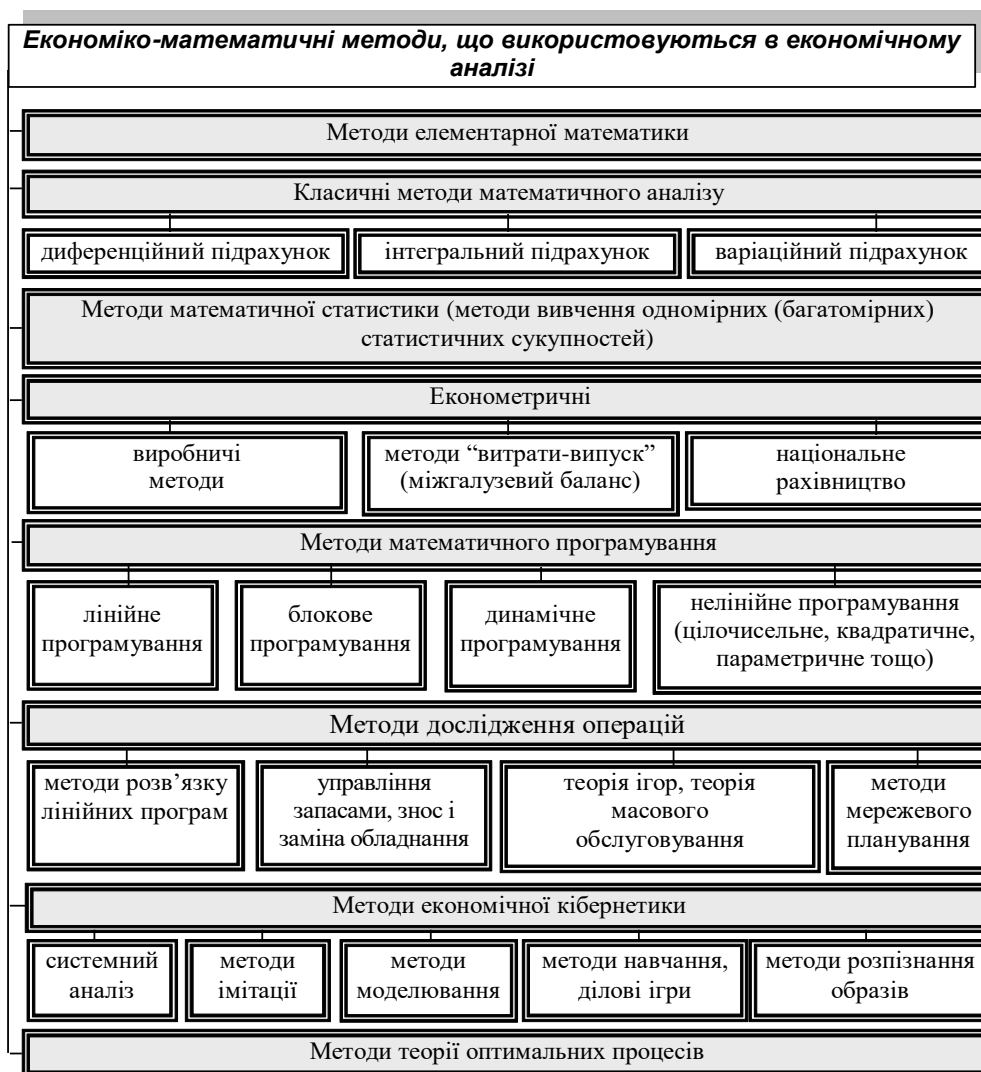 Економіко-математичні методи, що використовуються в економічному
аналізі
Методи елементарної математики
Класичні методи математичного аналізу
диференційний підрахунок
інтегральний підрахунок
варіаційний підрахунок
Методи математичної статистики (методи вивчення одномірних (багатомірних)
статистичних сукупностей)
Економетричні
виробничі
методи
методи “витрати-випуск”
(міжгалузевий баланс)
національне
рахівництво
Методи математичного програмування
лінійне
програмування
блокове
програмування
динамічне
програмування
нелінійне програмування
(цілочисельне, квадратичне,
параметричне тощо)
Методи дослідження операцій
методи розв’язку
лінійних програм
управління
запасами, знос і
заміна обладнання
теорія ігор, теорія
масового
обслуговування
методи
мережевого
планування
Методи економічної кібернетики
системний
аналіз
методи
імітації
методи
моделювання
методи навчання,
ділові ігри
методи розпізнання
образів
Методи теорії оптимальних процесів